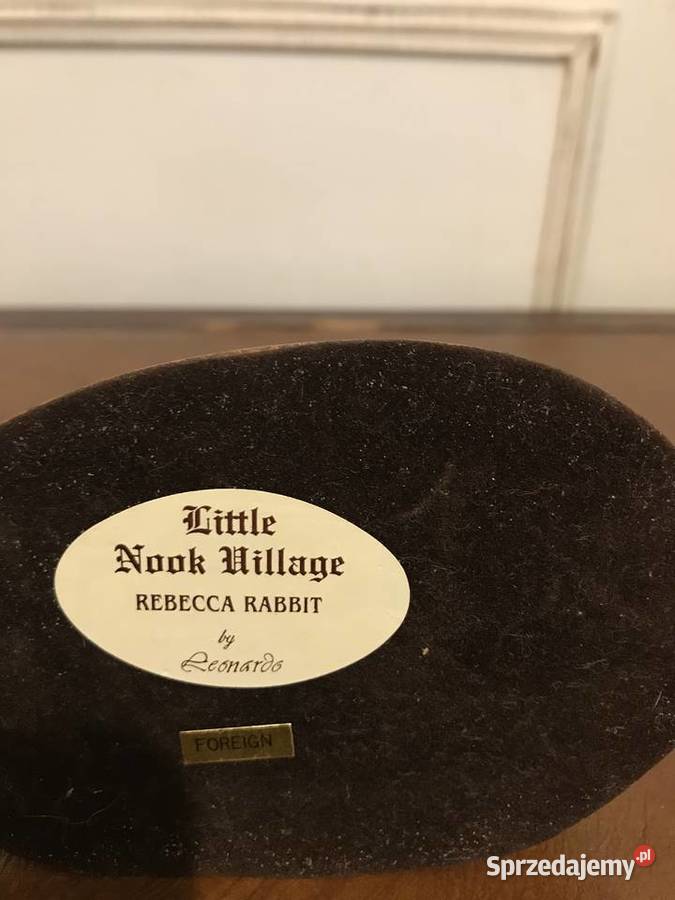 Little
Nook Village
REBECCA RABBIT
by
Leonardo
FOREIGN
Sprzedajemy.pl